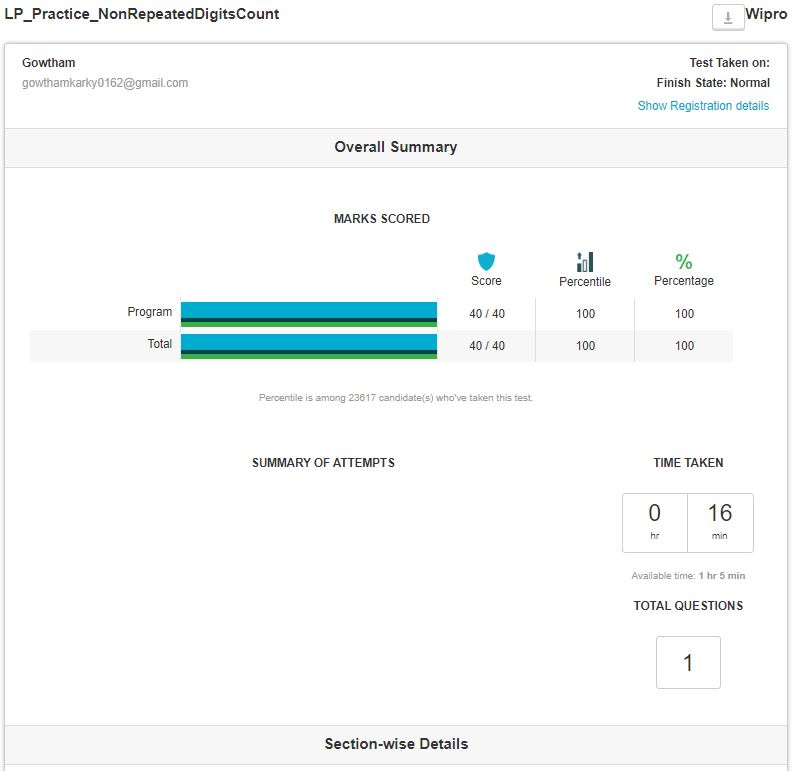 LP_Practice_NonRepeatedDigitsCount
Wipro
Gowtham
Test Taken on:
gowthamkarky0162@gmail.com
Finish State: Normal
Show Registration details
Overall Summary
MARKS SCORED
%
Score Percentile Percentage
Program 40 / 40 100 100
Total 40 / 40 100 100
Percentile is among 23617 candidate(s) who've taken this test.
SUMMARY OF ATTEMPTS
TIME TAKEN
0 16
hr min
Available time: 1 hr 5 min
TOTAL QUESTIONS
1
Section-wise Details